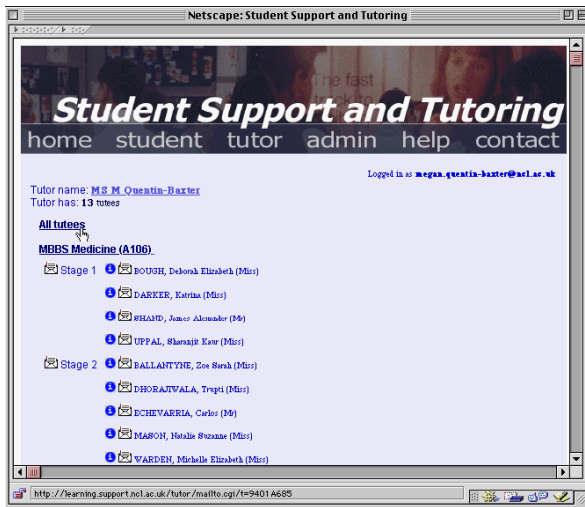 Netscape: Student Support and Tutoring
The fast
track to
Student Support and Tutoring
home student tutor admin help contact
Logged in as megan.quentin-baxter@ncl.ac.uk
Tutor name: MS M Quentin-Baxter
Tutor has: 13 tutees
All tutees
MBBS Medicine (A106)
Stage 1 BOUGH, Deborah Elizabeth (Miss)
DARKER, Katrina (Miss)
SHAND, James Alexander (Mr)
UPPAL, Sharanjit Kaur (Miss)
Stage 2 BALLANTYNE, Zoe Sarah (Miss)
DHORAJIWALA, Trupti (Miss)
ECHEVARRIA, Carlos (Mr)
MASON, Natalie Suzanne (Miss)
WARDEN, Michelle Elizabeth (Miss)
http://learning.support.ncl.ac.uk/tutor/mailto.cgi/t=9401A685